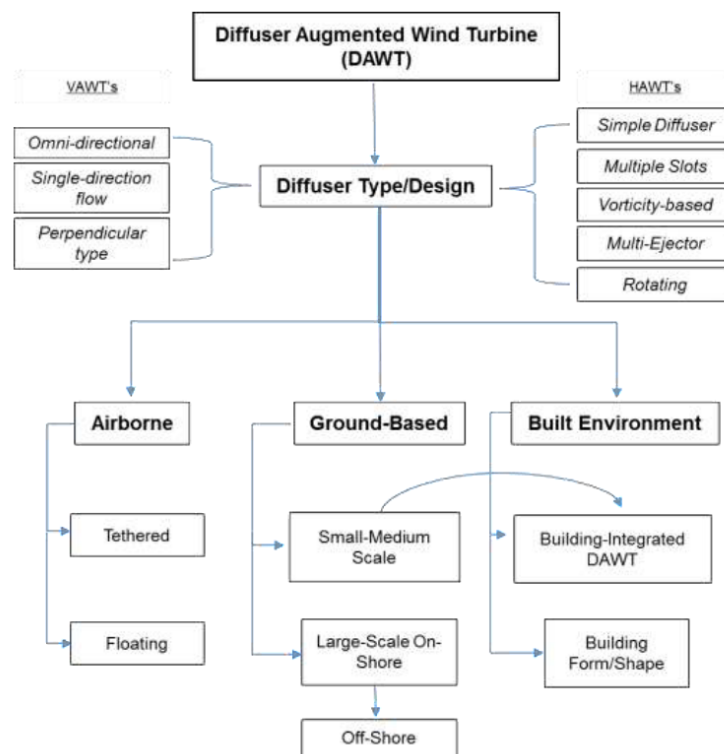 Diffuser Augmented Wind Turbine
(DAWT)
VAWT's
HAWT's
Omni-directional
Single-direction
flow
Perpendicular
type
Diffuser Type/Design
Simple Diffuser
Multiple Slots
Vorticity-based
Multi-Ejector
Rotating
Airborne
Ground-Based
Built Environment
Tethered
Small-Medium
Scale
Building-Integrated
DAWT
Floating
Large-Scale On-
Shore
Building
Form/Shape
Off-Shore